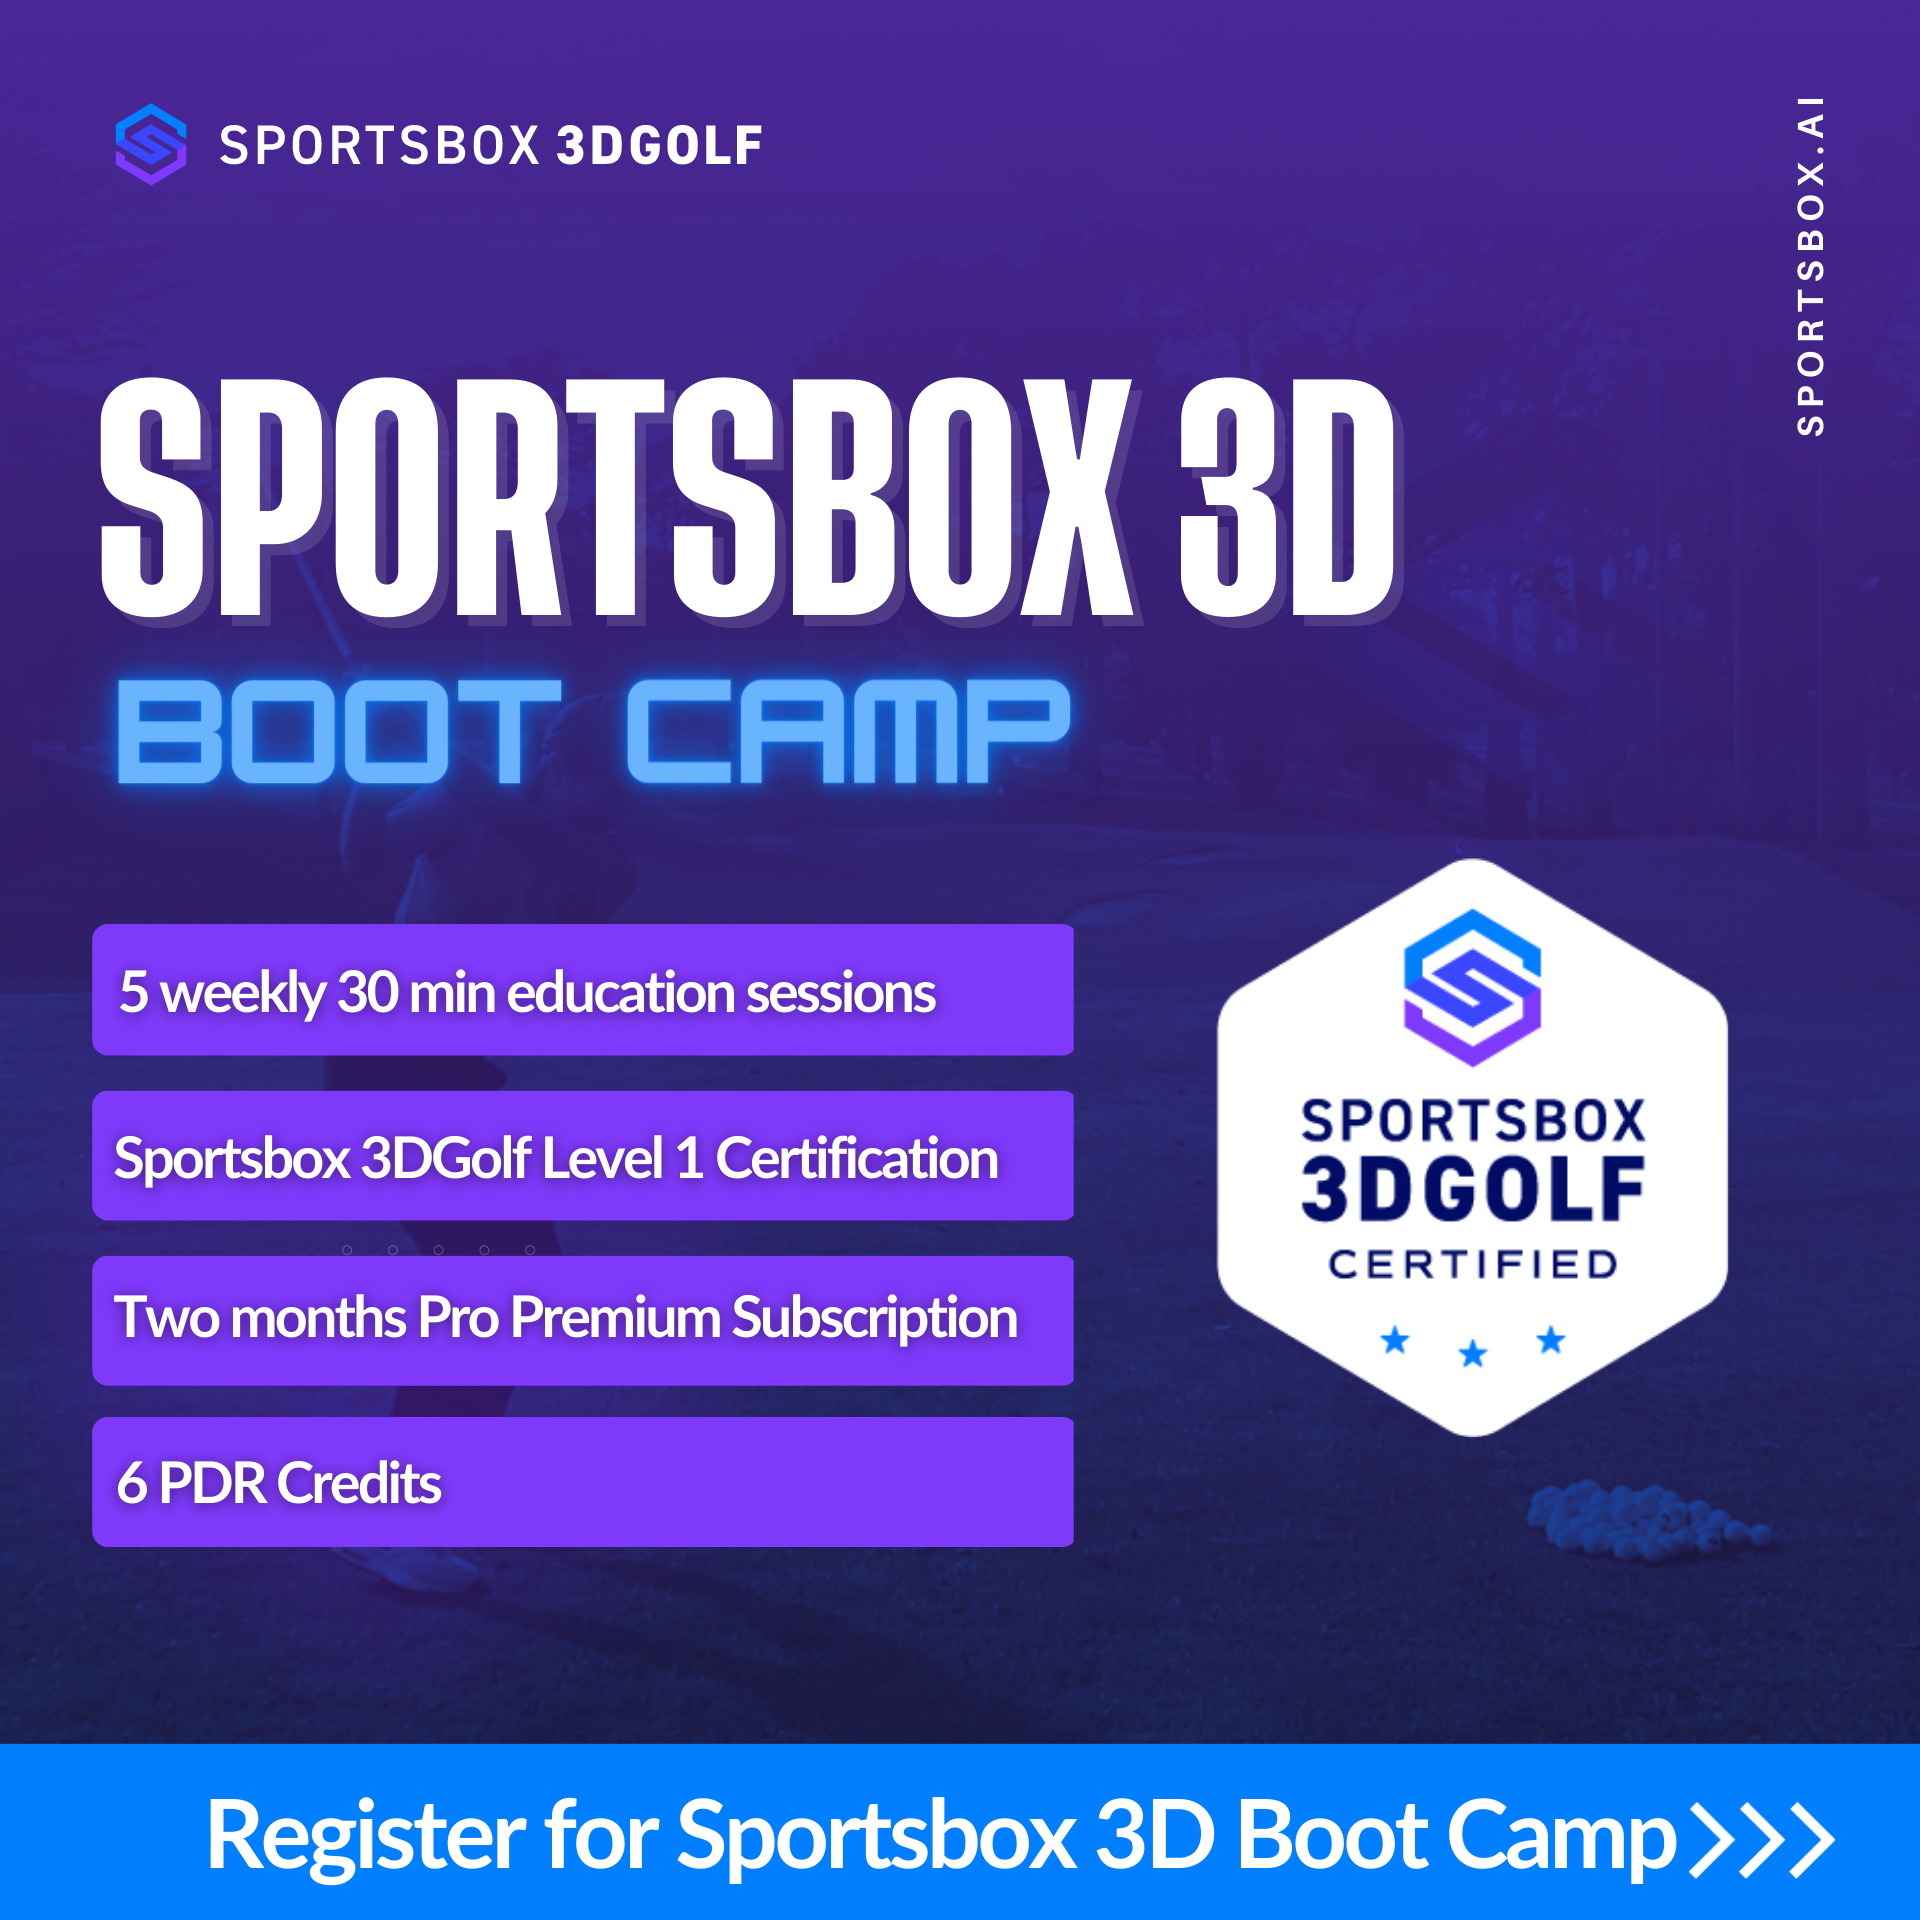 SPORTSBOX 3DGOLF
SPORTSBOX.AI
SPORTSBOX 3D
BOOT CAMP
5 weekly 30 min education sessions
Sportsbox 3DGolf Level 1 Certification
Two months Pro Premium Subscription
6 PDR Credits
SPORTSBOX
3DGOLF
CERTIFIED
Register for Sportsbox 3D Boot Camp